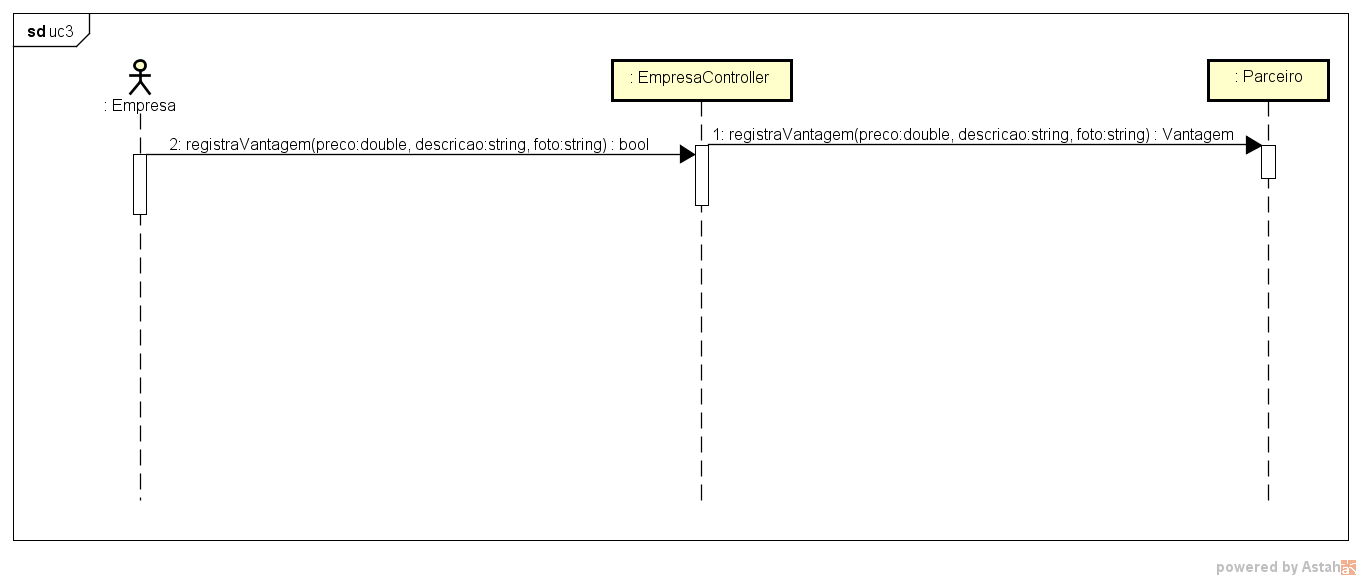 sd uc3
: Empresa
: EmpresaController
: Parceiro
2: registraVantagem(preco:double, descricao:string, foto:string) : bool
1: registraVantagem(preco:double, descricao:string, foto:string) : Vantagem
powered by Astah